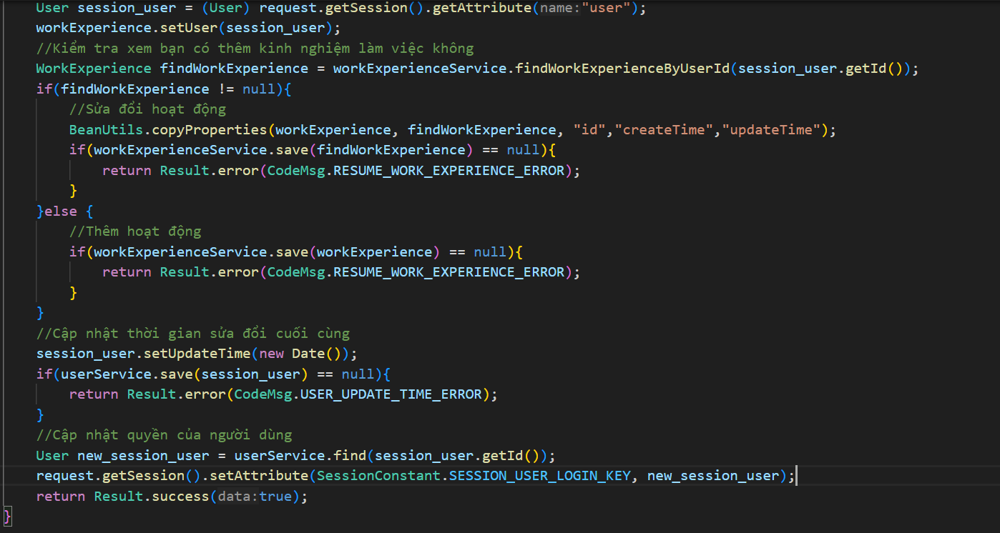 User session_user = (User) request.getSession().getAttribute(name:"user");
workExperience.setUser(session_user);
//Kiểm tra xem bạn có thêm kinh nghiệm làm việc không
WorkExperience findWorkExperience = workExperienceService.findWorkExperienceByUserId(session_user.getId());
if(findWorkExperience != null){
//Sửa đổi hoạt động
BeanUtils.copyProperties(workExperience, findWorkExperience, "id","createTime","updateTime");
if(workExperienceService.save(findWorkExperience) == null){
return Result.error(CodeMsg.RESUME_WORK_EXPERIENCE_ERROR);
}
}else {
//Thêm hoạt động
if(workExperienceService.save(workExperience) == null){
return Result.error(CodeMsg.RESUME_WORK_EXPERIENCE_ERROR);
}
}
//Cập nhật thời gian sửa đổi cuối cùng
session_user.setUpdateTime(new Date());
if(userService.save(session_user) == null){
return Result.error(CodeMsg.USER_UPDATE_TIME_ERROR);
}
//Cập nhật quyền của người dùng
User new_session_user = userService.find(session_user.getId());
request.getSession().setAttribute(SessionConstant.SESSION_USER_LOGIN_KEY, new_session_user);
return Result.success(data:true);
}